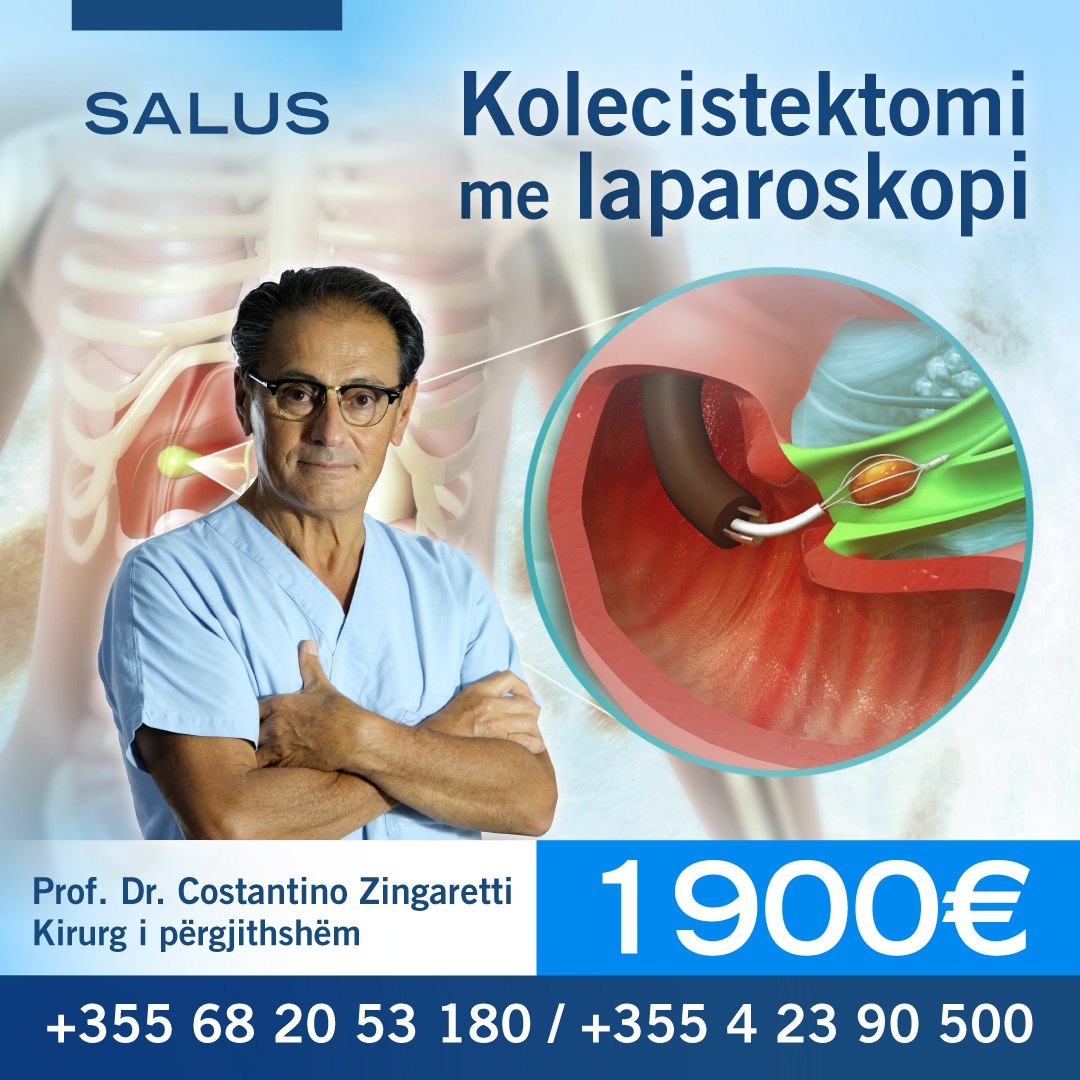 SALUS
Kolecistektomi
me laparoskopi
Prof. Dr. Costantino Zingaretti
Kirurg i përgjithshëm
1900€
+355 68 20 53 180 / +355 4 23 90 500